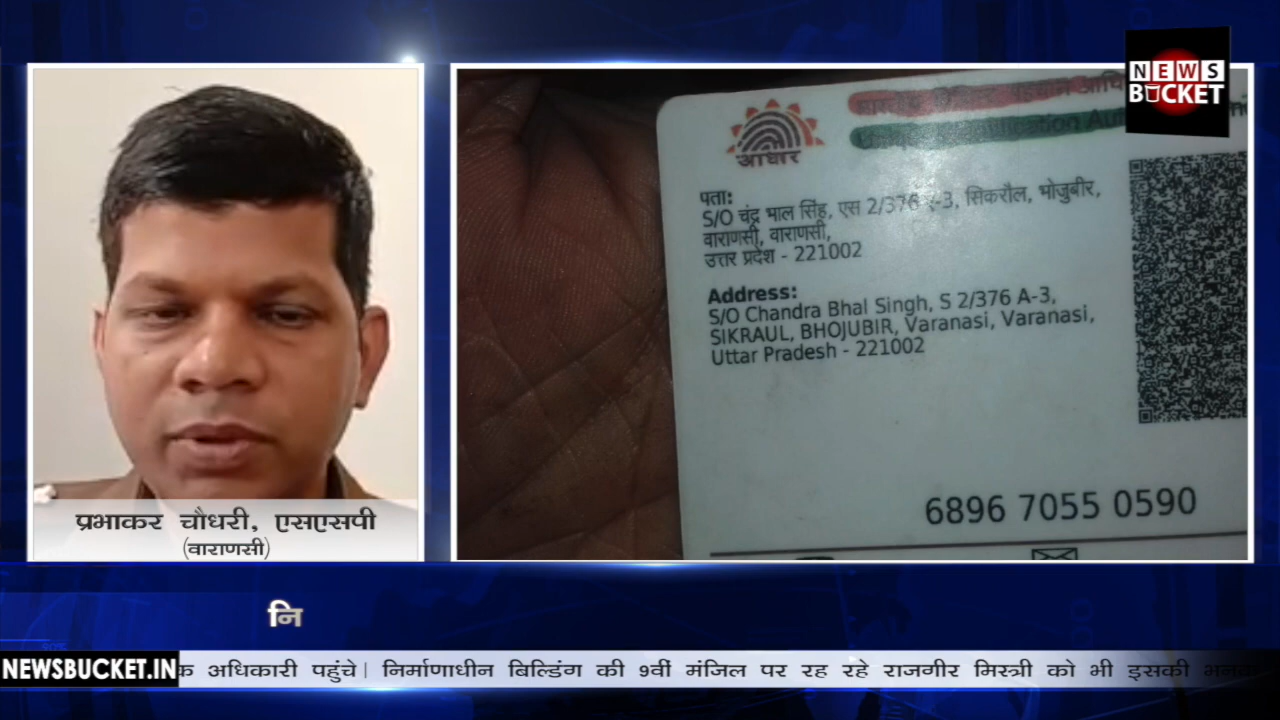 NEWS
BUCKET
आधार
पता:
S/O चंद्र भाल सिंह, एस 2/376 ए-3, सिकरौल, भोजुबीर,
वाराणसी, वाराणसी,
उत्तर प्रदेश - 221002
Address:
S/O Chandra Bhal Singh, S 2/376 A-3,
SIKRAUL, BHOJUBIR, Varanasi, Varanasi,
Uttar Pradesh - 221002
6896 7055 0590
प्रभाकर चौधरी, एसएसपी
(वाराणसी)
नि
NEWSBUCKET.IN
अधिकारी पहुंचे। निर्माणाधीन बिल्डिंग की 9वीं मंजिल पर रह रहे राजगीर मिस्त्री को भी इसकी